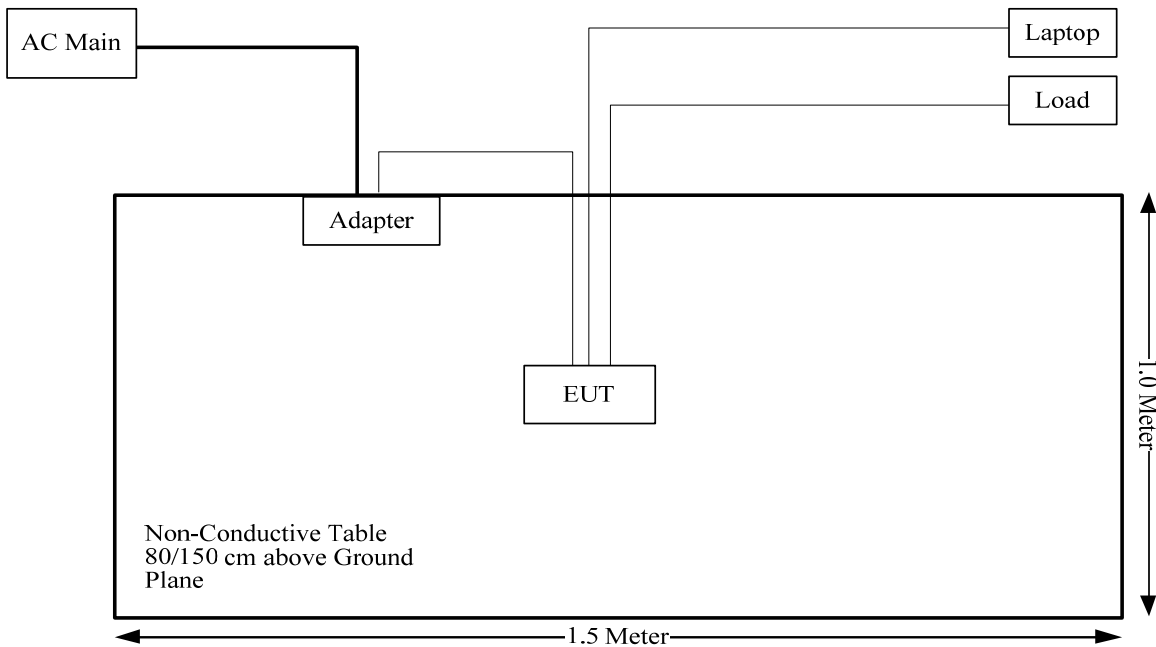 AC Main
Laptop
Load
Adapter
EUT
1.0 Meter
Non-Conductive Table
80/150 cm above Ground
Plane
1.5 Meter